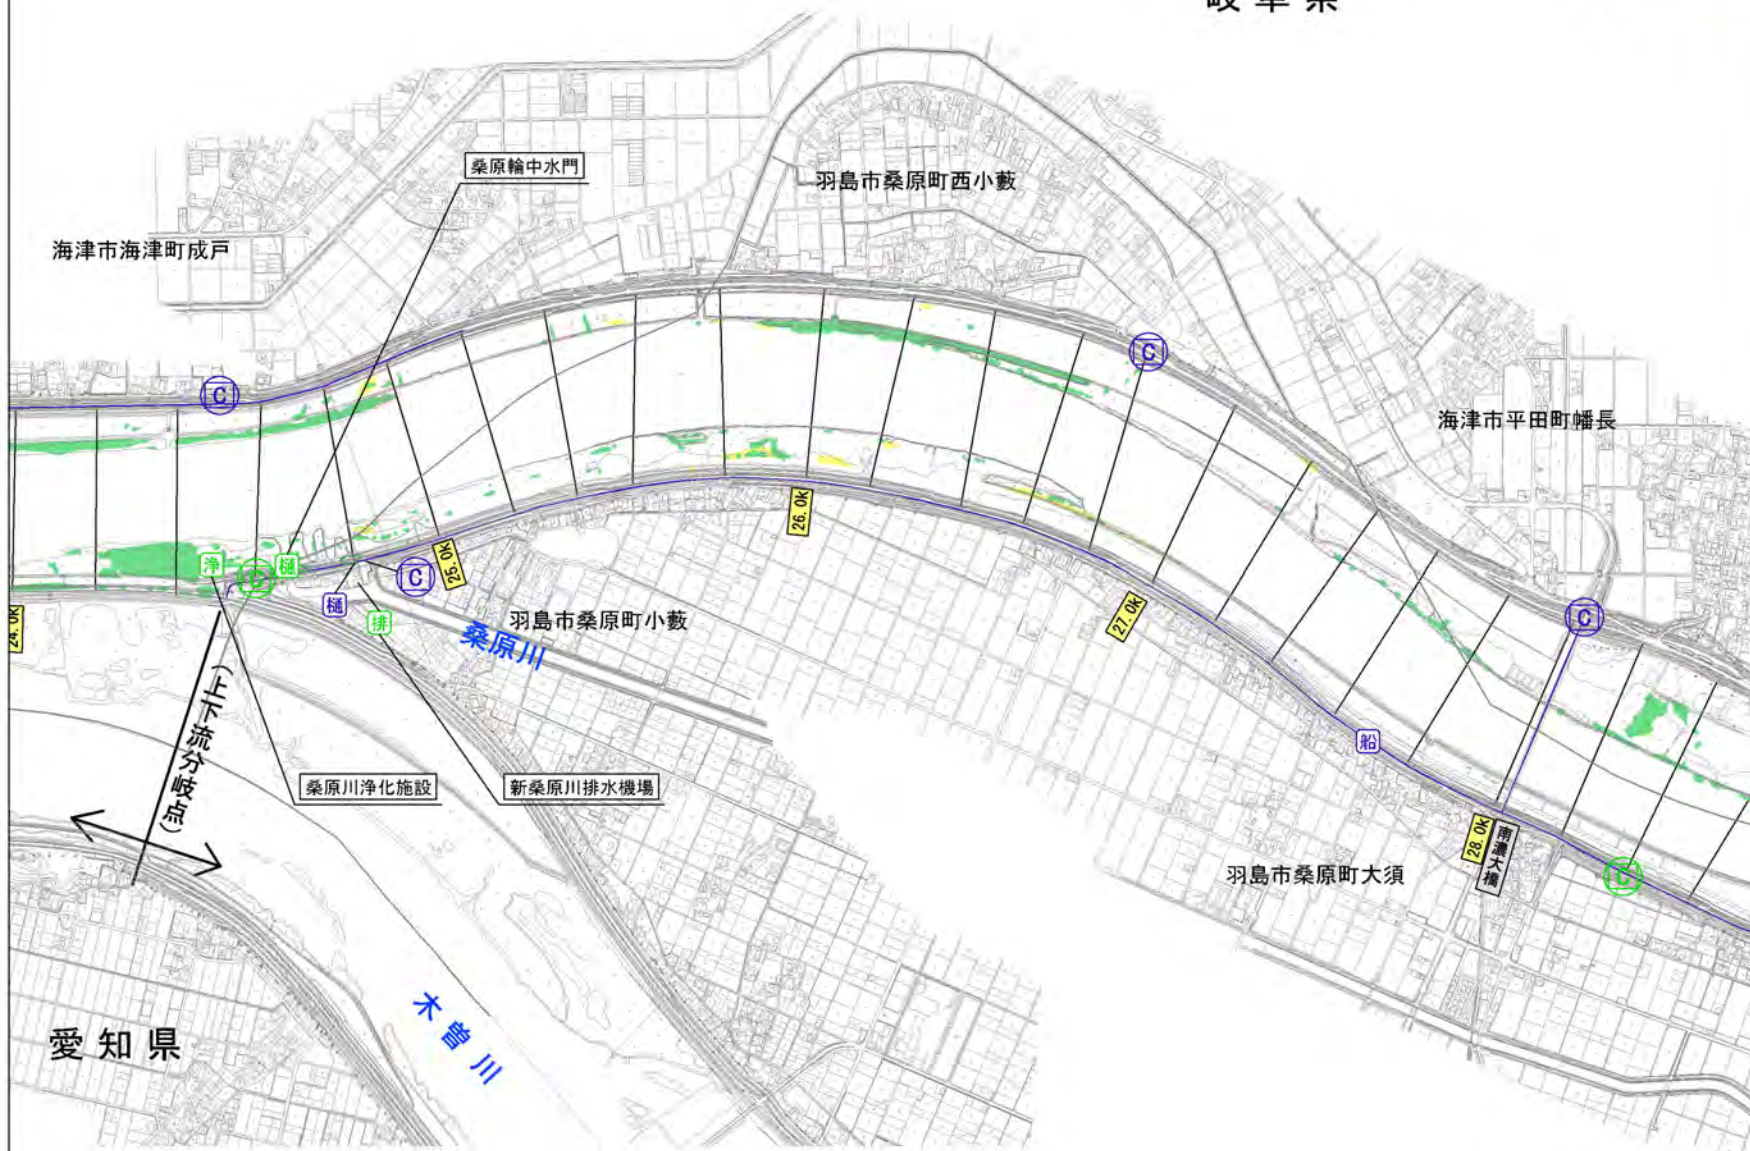 岐阜県
桑原輪中水門
羽島市桑原町西小藪
海津市海津町成戸
C
C
海津市平田町幡長
26.0K
25.0K
浄
C
樋
C
樋
排
羽島市桑原町小藪
桑原川
27.0K
C
24.0K
(上下流分岐点)
船
桑原川浄化施設
新桑原川排水機場
28.0K
南濃大橋
羽島市桑原町大須
C
木曽川
愛知県